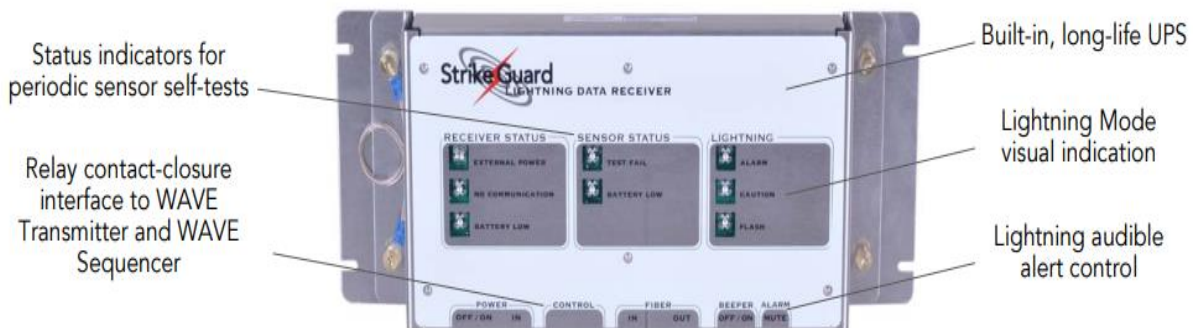 Status indicators for
periodic sensor self-tests
Relay contact-closure
interface to WAVE
Transmitter and WAVE
Sequencer
StrikeGuard
LIGHTNING DATA RECEIVER
RECEIVER STATUS
EXTERNAL POWER
NO COMMUNICATION
BATTERY LOW
SENSOR STATUS
TEST FAIL
BATTERY LOW
LIGHTNING
ALARM
CAUTION
FLASH
POWER
OFF/ON IN
CONTROL
FIBER
IN OUT
BEEPER
OFF/ON
ALARM
MUTE
Built-in, long-life UPS
Lightning Mode
visual indication
Lightning audible
alert control